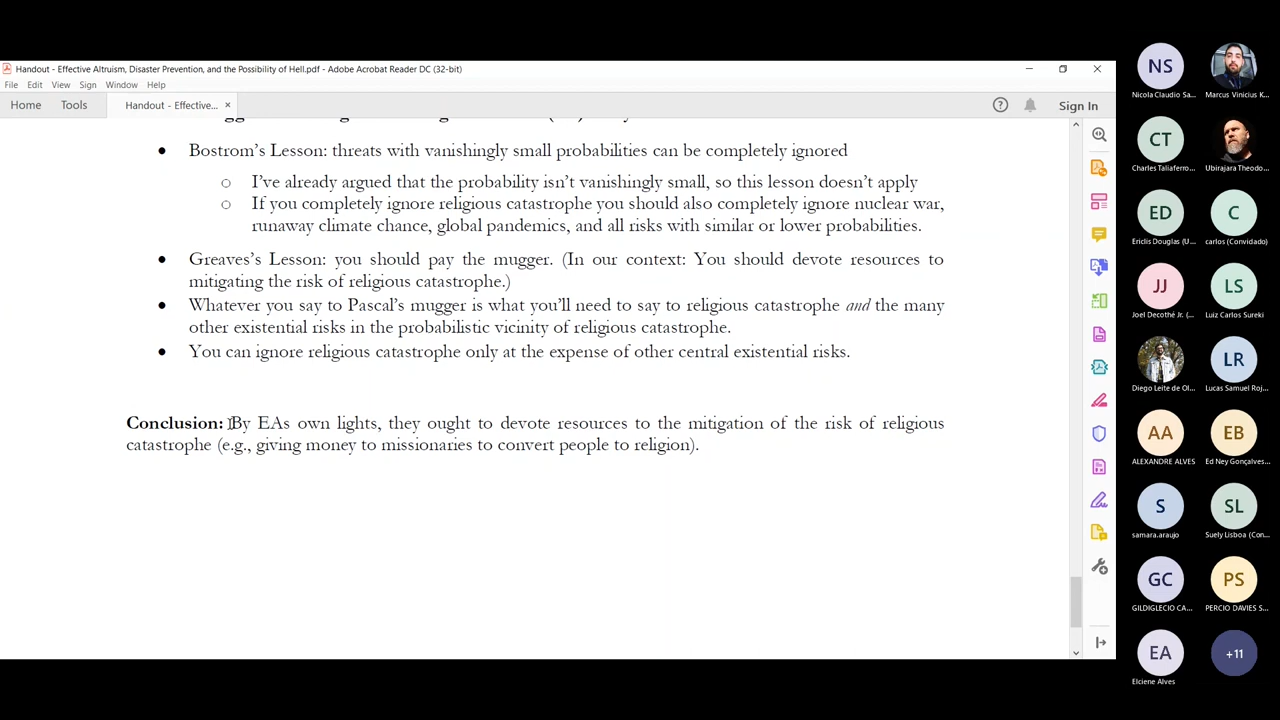 Handout - Effective Altruism, Disaster Prevention, and the Possibility of Hell.pdf - Adobe Acrobat Reader DC (32-bit)
File Edit View Sign Window Help
Home Tools Handout - Effective... × Sign In
• Bostrom's Lesson: threats with vanishingly small probabilities can be completely ignored
○ I've already argued that the probability isn't vanishingly small, so this lesson doesn't apply
○ If you completely ignore religious catastrophe you should also completely ignore nuclear war,
runaway climate chance, global pandemics, and all risks with similar or lower probabilities.
• Greaves's Lesson: you should pay the mugger. (In our context: You should devote resources to
mitigating the risk of religious catastrophe.)
• Whatever you say to Pascal's mugger is what you'll need to say to religious catastrophe and the many
other existential risks in the probabilistic vicinity of religious catastrophe.
• You can ignore religious catastrophe only at the expense of other central existential risks.
Conclusion: By EAs own lights, they ought to devote resources to the mitigation of the risk of religious
catastrophe (e.g., giving money to missionaries to convert people to religion).
NS
Nicola Claudio Sa... Marcus Vinicius K...
CT
Charles Taliaferro... Ubirajara Theodo...
ED C
Ericlis Douglas (U... carlos (Convidado)
JJ LS
Joel Decothé Jr. (... Luiz Carlos Sureki
LR
Diego Leite de Ol... Lucas Samuel Roj...
AA EB
ALEXANDRE ALVES Ed Ney Gonçalves...
S SL
samara.araujo Suely Lisboa (Con...
GC PS
GILDIGLECIO CA... PERCIO DAVIES S...
EA +11
Elciene Alves